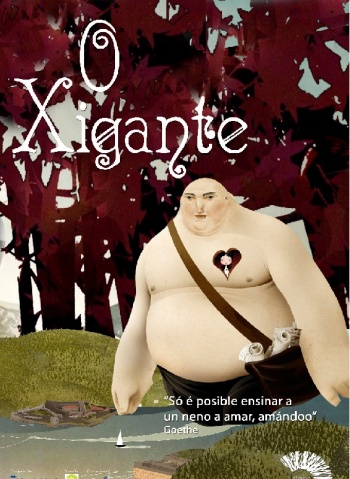 O
Xigante
“Só é posible ensinar a
un neno a amar, amándoo”
Goethe